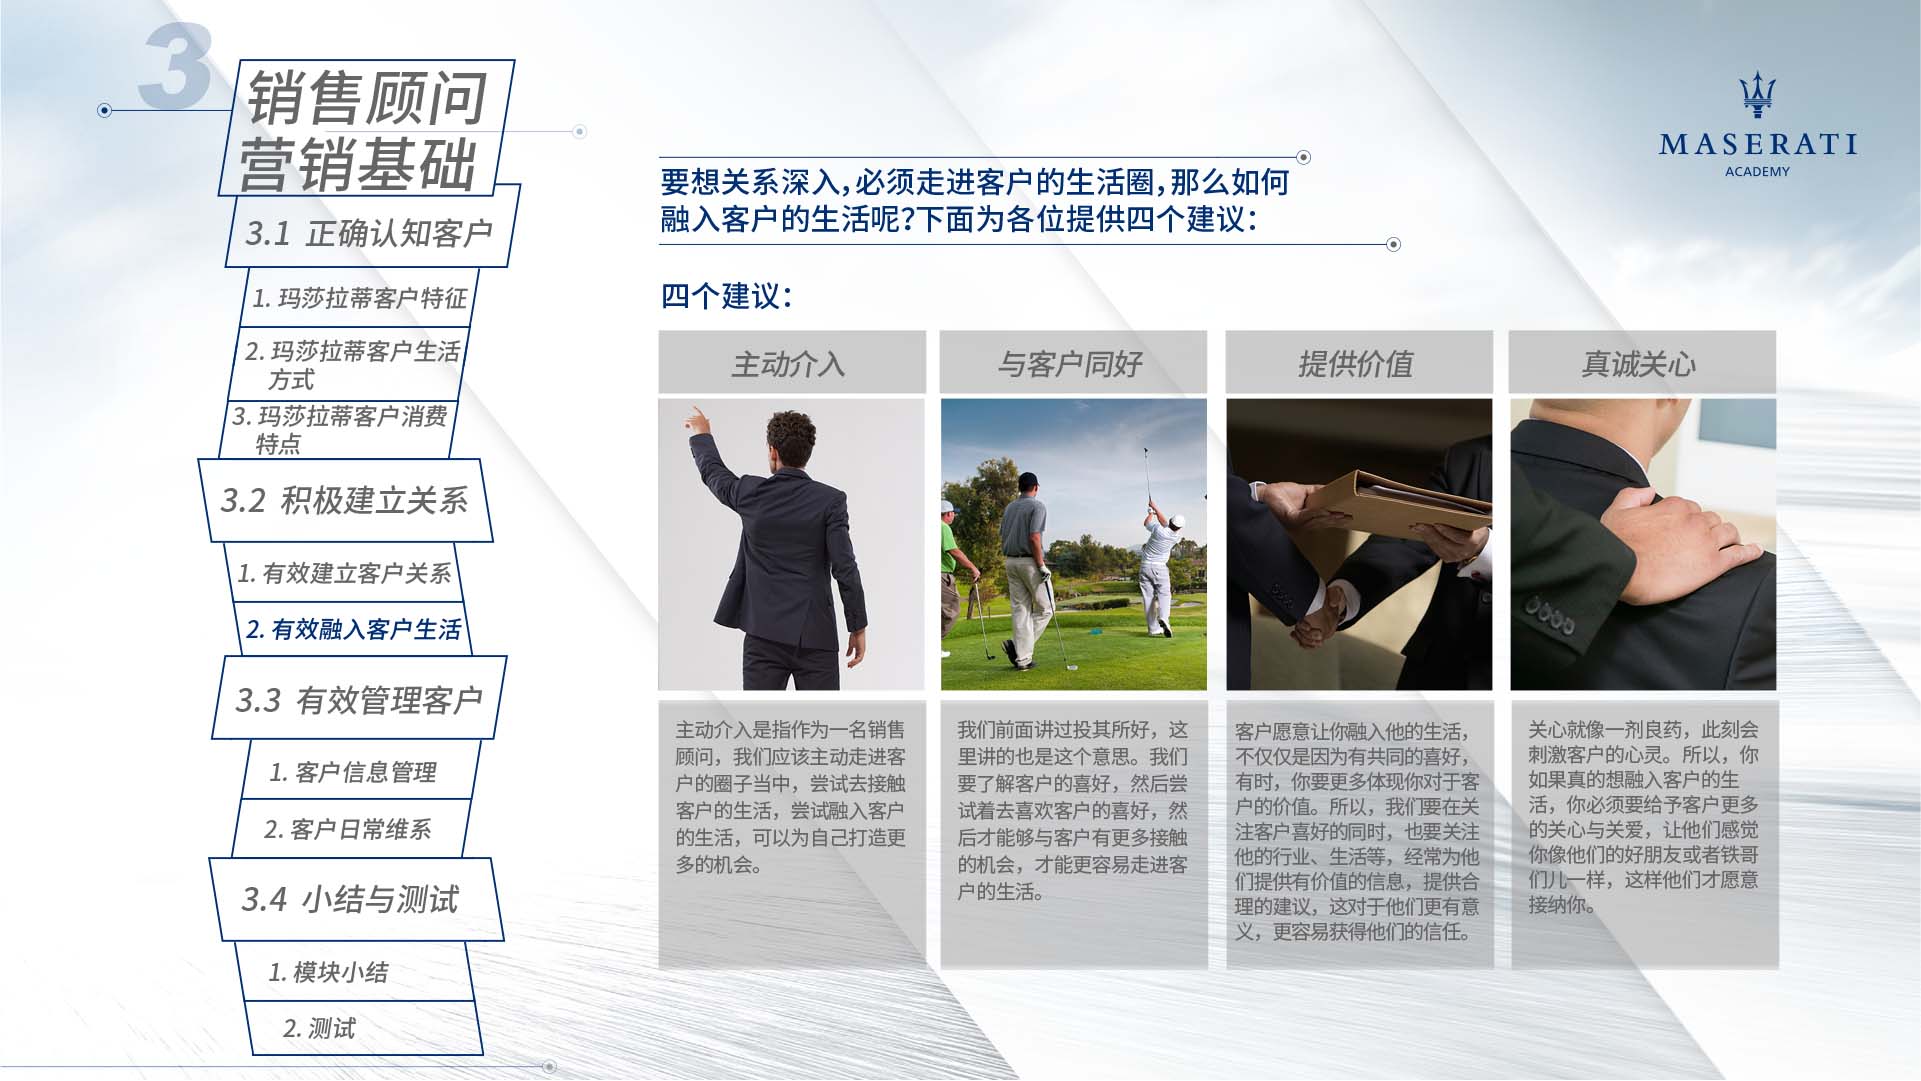 3
销售顾问
营销基础
3.1 正确认知客户
1. 玛莎拉蒂客户特征
2. 玛莎拉蒂客户生活
方式
3. 玛莎拉蒂客户消费
特点
3.2 积极建立关系
1. 有效建立客户关系
2. 有效融入客户生活
3.3 有效管理客户
1. 客户信息管理
2. 客户日常维系
3.4 小结与测试
1. 模块小结
2. 测试
MASERATI
ACADEMY
要想关系深入，必须走进客户的生活圈，那么如何
融入客户的生活呢？下面为各位提供四个建议：
四个建议：
主动介入
主动介入是指作为一名销售
顾问，我们应该主动走进客
户的圈子当中，尝试去接触
客户的生活，尝试融入客户
的生活，可以为自己打造更
多的机会。
与客户同好
我们前面讲过投其所好，这
里讲的也是这个意思。我们
要了解客户的喜好，然后尝
试着去喜欢客户的喜好，然
后才能够与客户有更多接触
的机会，才能更容易走进客
户的生活。
提供价值
客户愿意让你融入他的生活，
不仅仅是因为有共同的喜好，
有时，你要更多体现你对于客
户的价值。所以，我们要在关
注客户喜好的同时，也要关注
他的行业、生活等，经常为他
们提供有价值的信息，提供合
理的建议，这对于他们更有意
义，更容易获得他们的信任。
真诚关心
关心就像一剂良药，此刻会
刺激客户的心灵。所以，你
如果真的想融入客户的生
活，你必须要给予客户更多
的关心与关爱，让他们感觉
你像他们的好朋友或者铁哥
们儿一样，这样他们才愿意
接纳你。